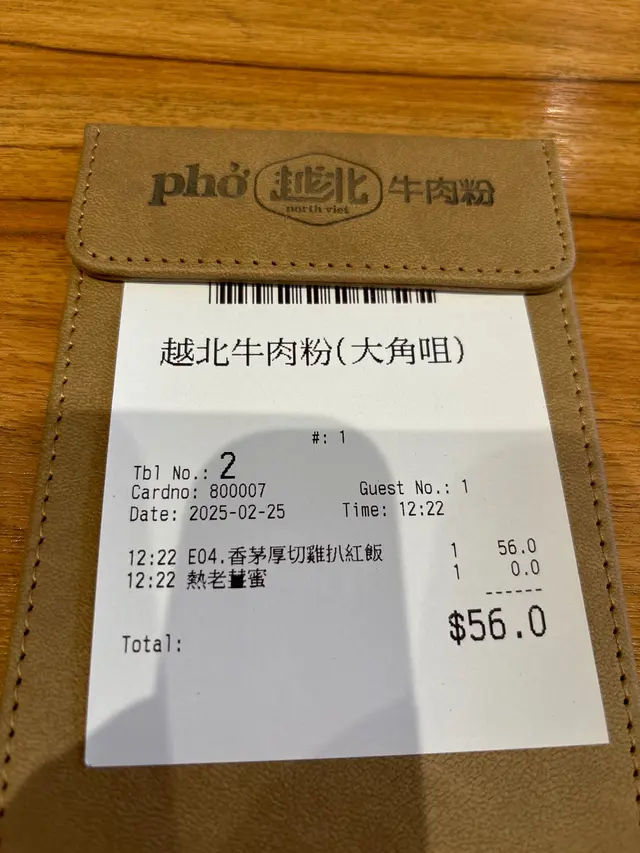 phở 越北 牛肉粉
north viet
越北牛肉粉(大角咀)
#: 1
Tbl No.: 2
Cardno: 800007 Guest No.: 1
Date: 2025-02-25 Time: 12:22
12:22 E04.香茅厚切雞扒紅飯 1 56.0
12:22 熱老薑蜜 1 0.0
------
Total: $56.0